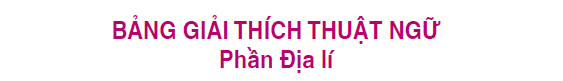 BẢNG GIẢI THÍCH THUẬT NGỮ
Phần Địa lí